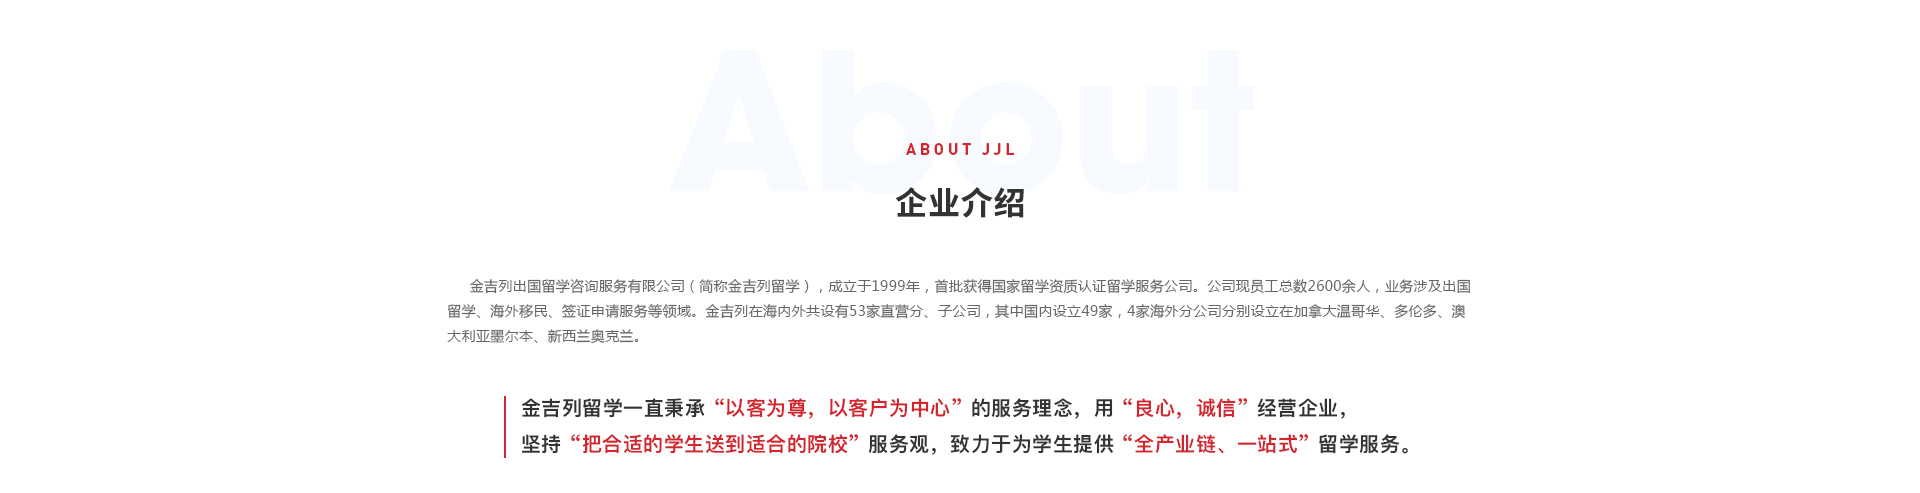 About
ABOUT JJL
企业介绍
金吉列出国留学咨询服务有限公司（简称金吉列留学），成立于1999年，首批获得国家留学资质认证留学服务公司。公司现员工总数2600余人，业务涉及出国
留学、海外移民、签证申请服务等领域。金吉列在海内外共设有53家直营分、子公司，其中国内设立49家，4家海外分公司分别设立在加拿大温哥华、多伦多、澳
大利亚墨尔本、新西兰奥克兰。
金吉列留学一直秉承“以客为尊，以客户为中心”的服务理念，用“良心，诚信”经营企业，
坚持“把合适的学生送到适合的院校”服务观，致力于为学生提供“全产业链、一站式”留学服务。